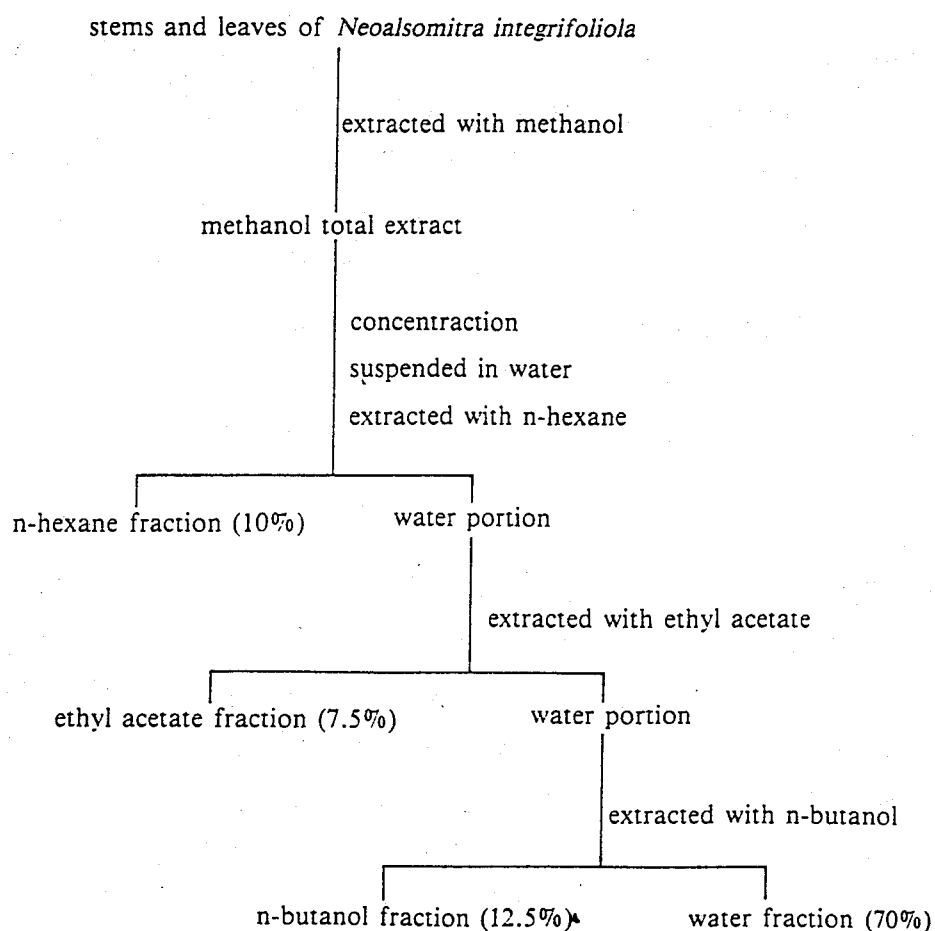 stems and leaves of Neoalsomitra integrifoliola
extracted with methanol
methanol total extract
concentraction
suspended in water
extracted with n-hexane
n-hexane fraction (10%)
water portion
extracted with ethyl acetate
ethyl acetate fraction (7.5%)
water portion
extracted with n-butanol
n-butanol fraction (12.5%)
water fraction (70%)